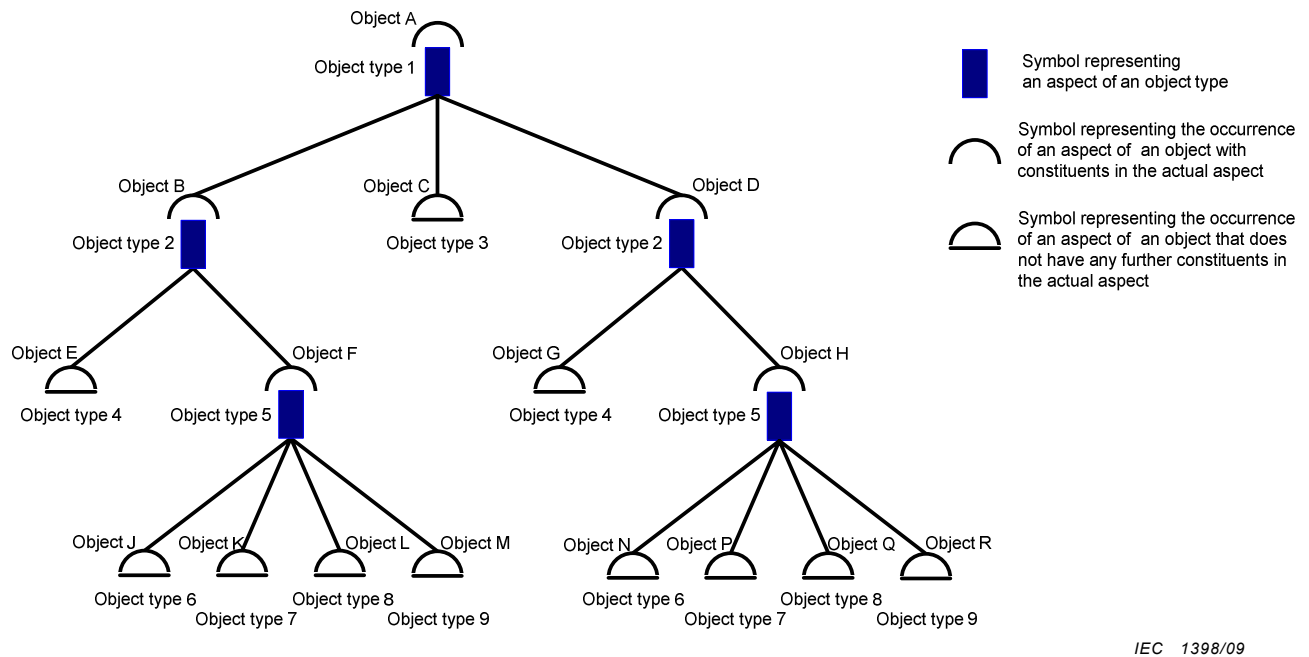 Object A
Object type 1
Symbol representing
an aspect of an object type
Symbol representing the occurrence
of an aspect of an object with
constituents in the actual aspect
Symbol representing the occurrence
of an aspect of an object that does
not have any further constituents in
the actual aspect
Object B
Object C
Object D
Object type 2
Object type 3
Object type 2
Object E
Object F
Object G
Object H
Object type 4
Object type 5
Object type 4
Object type 5
Object J
Object K
Object L
Object M
Object N
Object P
Object Q
Object R
Object type 6
Object type 7
Object type 8
Object type 9
Object type 6
Object type 7
Object type 8
Object type 9
IEC 1398/09